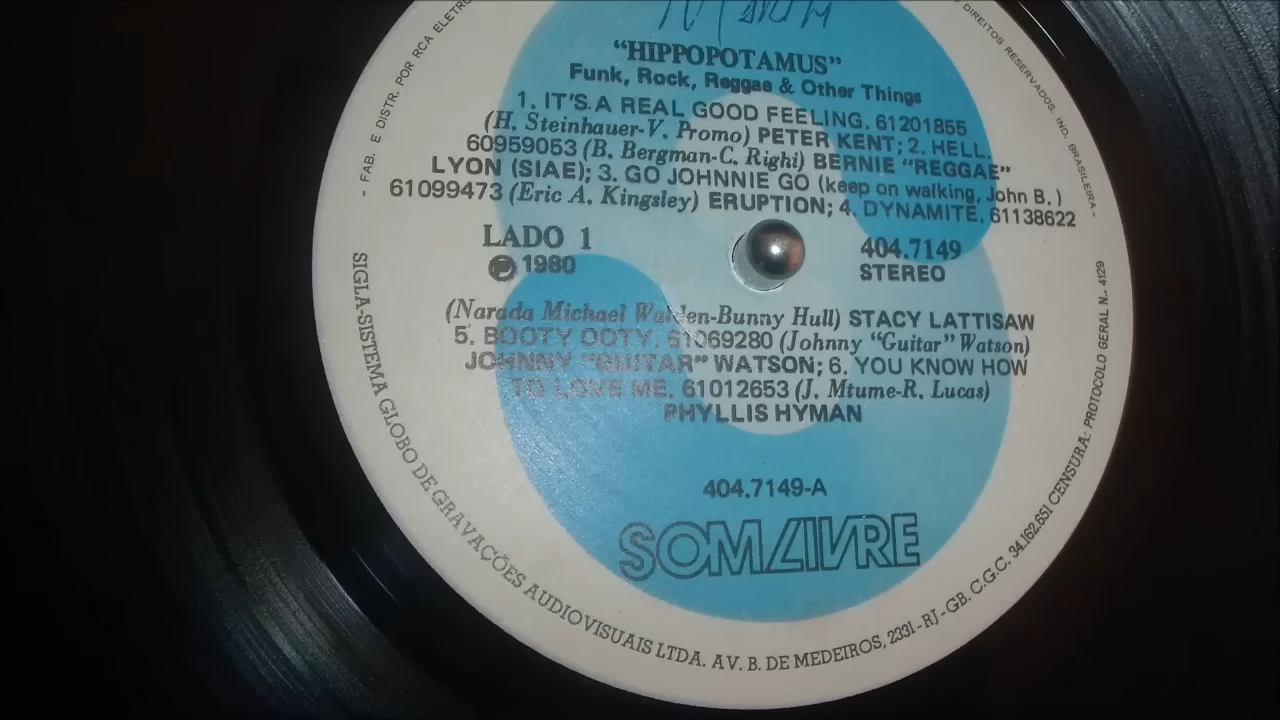 "HIPPOPOTAMUS"
Funk, Rock, Reggae & Other Things
1. IT'S A REAL GOOD FEELING. 61201855
(H. Steinhauer-V. Promo) PETER KENT; 2. HELL.
60959053 (B. Bergman-C. Righi) BERNIE "REGGAE"
LYON (SIAE); 3. GO JOHNNIE GO (keep on walking, John B. )
61099473 (Eric A. Kingsley) ERUPTION; 4. DYNAMITE. 61138622
LADO 1
404.7149
℗ 1980
STEREO
(Narada Michael Walden-Bunny Hull) STACY LATTISAW
5. BOOTY OOTY. 61069280 (Johnny "Guitar" Watson)
JOHNNY "GUITAR" WATSON; 6. YOU KNOW HOW
TO LOVE ME. 61012653 (J. Mtume-R. Lucas)
PHYLLIS HYMAN
404.7149-A
SOM LIVRE
- FAB. E DISTR. POR RCA ELETRO
DIREITOS RESERVADOS. IND. BRASILEIRA -
SIGLA-SISTEMA GLOBO DE GRAVAÇÕES AUDIOVISUAIS LTDA. AV. B. DE MEDEIROS, 2331 - RJ - GB. C.G.C. 34.162.651 CENSURA: PROTOCOLO GERAL N.. 4129